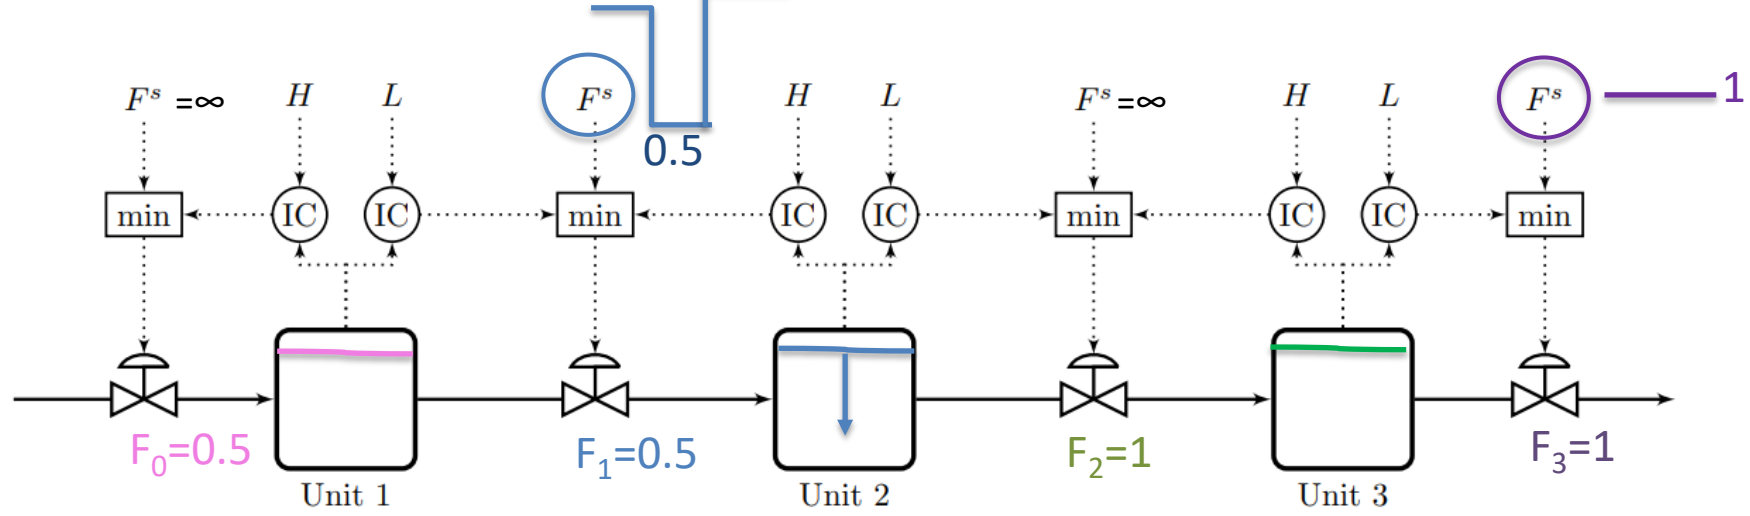 F^s =∞ H L F^s H L F^s =∞ H L F^s 1
0.5
min IC IC min IC IC min IC IC min
F₀=0.5 F₁=0.5 F₂=1 F₃=1
Unit 1 Unit 2 Unit 3